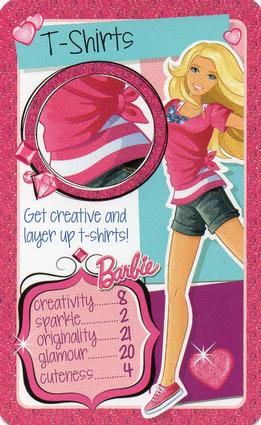 T-Shirts
Get creative and
layer up t-shirts!
Barbie
creativity......8
sparkle............2
originality.....21
glamour.......20
cuteness........4